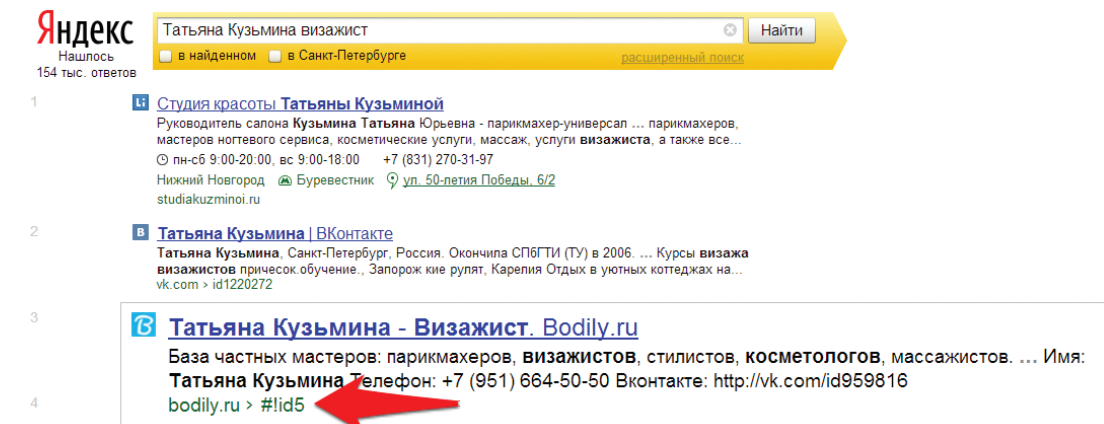 Яндекс
Нашлось
154 тыс. ответов
Татьяна Кузьмина визажист
Найти
в найденном в Санкт-Петербурге расширенный поиск
1
Li Студия красоты Татьяны Кузьминой
Руководитель салона Кузьмина Татьяна Юрьевна - парикмахер-универсал ... парикмахеров,
мастеров ногтевого сервиса, косметические услуги, массаж, услуги визажиста, а также все...
пн-сб 9:00-20:00, вс 9:00-18:00 +7 (831) 270-31-97
Нижний Новгород Буревестник ул. 50-летия Победы, 6/2
studiakuzminoi.ru
2
В Татьяна Кузьмина | ВКонтакте
Татьяна Кузьмина, Санкт-Петербург, Россия. Окончила СПбГТИ (ТУ) в 2006. ... Курсы визажа
визажистов причесок.обучение., Запорож кие рулят, Карелия Отдых в уютных коттеджах на...
vk.com › id1220272
3
B Татьяна Кузьмина - Визажист. Bodily.ru
База частных мастеров: парикмахеров, визажистов, стилистов, косметологов, массажистов. ... Имя:
Татьяна Кузьмина Телефон: +7 (951) 664-50-50 Вконтакте: http://vk.com/id959816
4
bodily.ru › #!id5